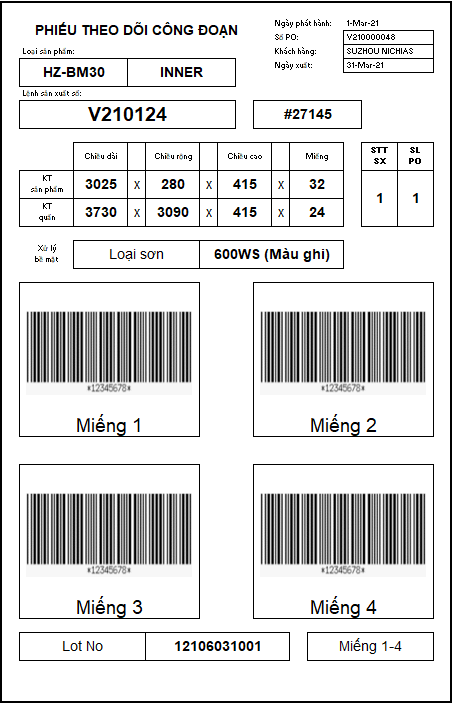 PHIẾU THEO DÕI CÔNG ĐOẠN
Ngày phát hành: 1-Mar-21
Số PO: V210000048
Khách hàng: SUZHOU NICHIAS
Ngày xuất: 31-Mar-21
Loại sản phẩm:
HZ-BM30 INNER
Lệnh sản xuất số:
V210124 #27145
Chiều dài Chiều rộng Chiều cao Miếng
KT sản phẩm 3025 X 280 X 415 X 32
KT quấn 3730 X 3090 X 415 X 24
STT SX SL PO
1 1
Xử lý bề mặt Loại sơn 600WS (Màu ghi)
*12345678* *12345678*
Miếng 1 Miếng 2
*12345678* *12345678*
Miếng 3 Miếng 4
Lot No 12106031001 Miếng 1-4